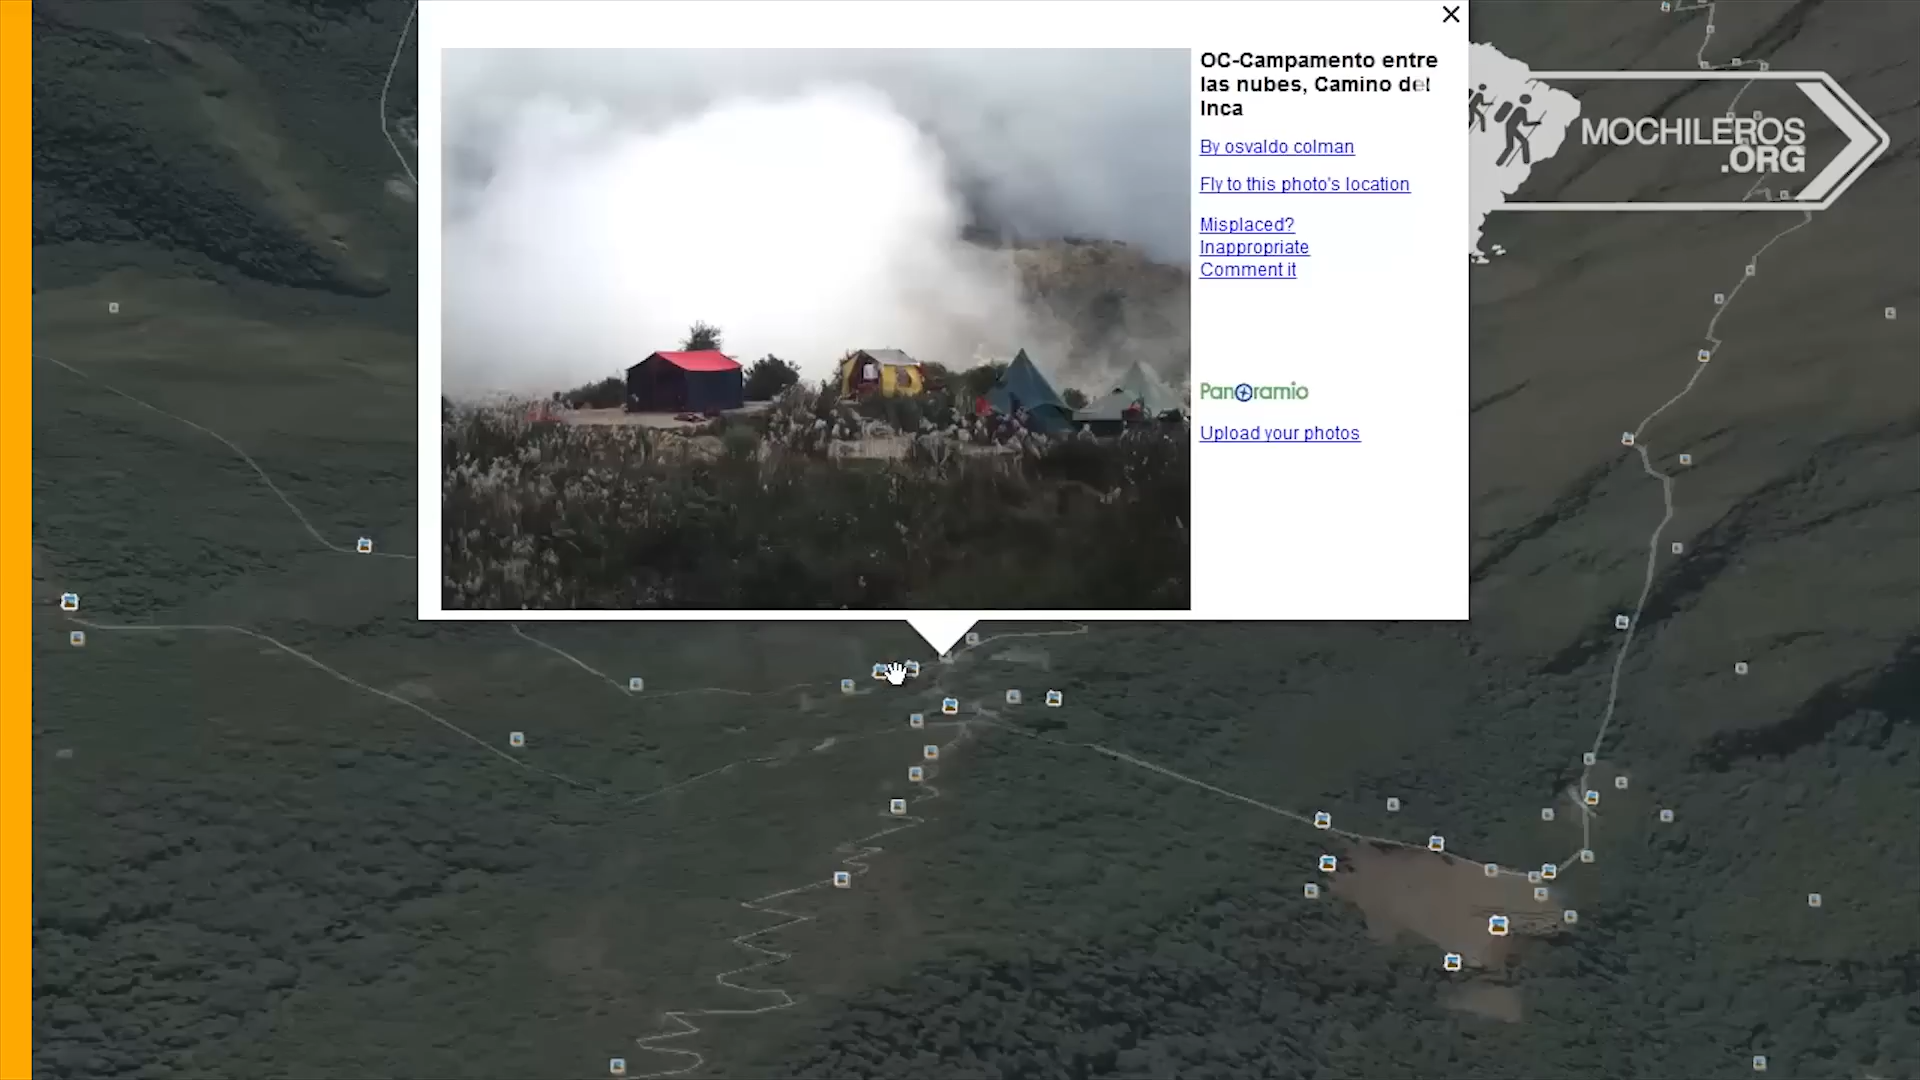 OC-Campamento entre
las nubes, Camino del
Inca
By osvaldo colman
Fly to this photo's location
Misplaced?
Inappropriate
Comment it
Panoramio
Upload your photos
MOCHILEROS
.ORG